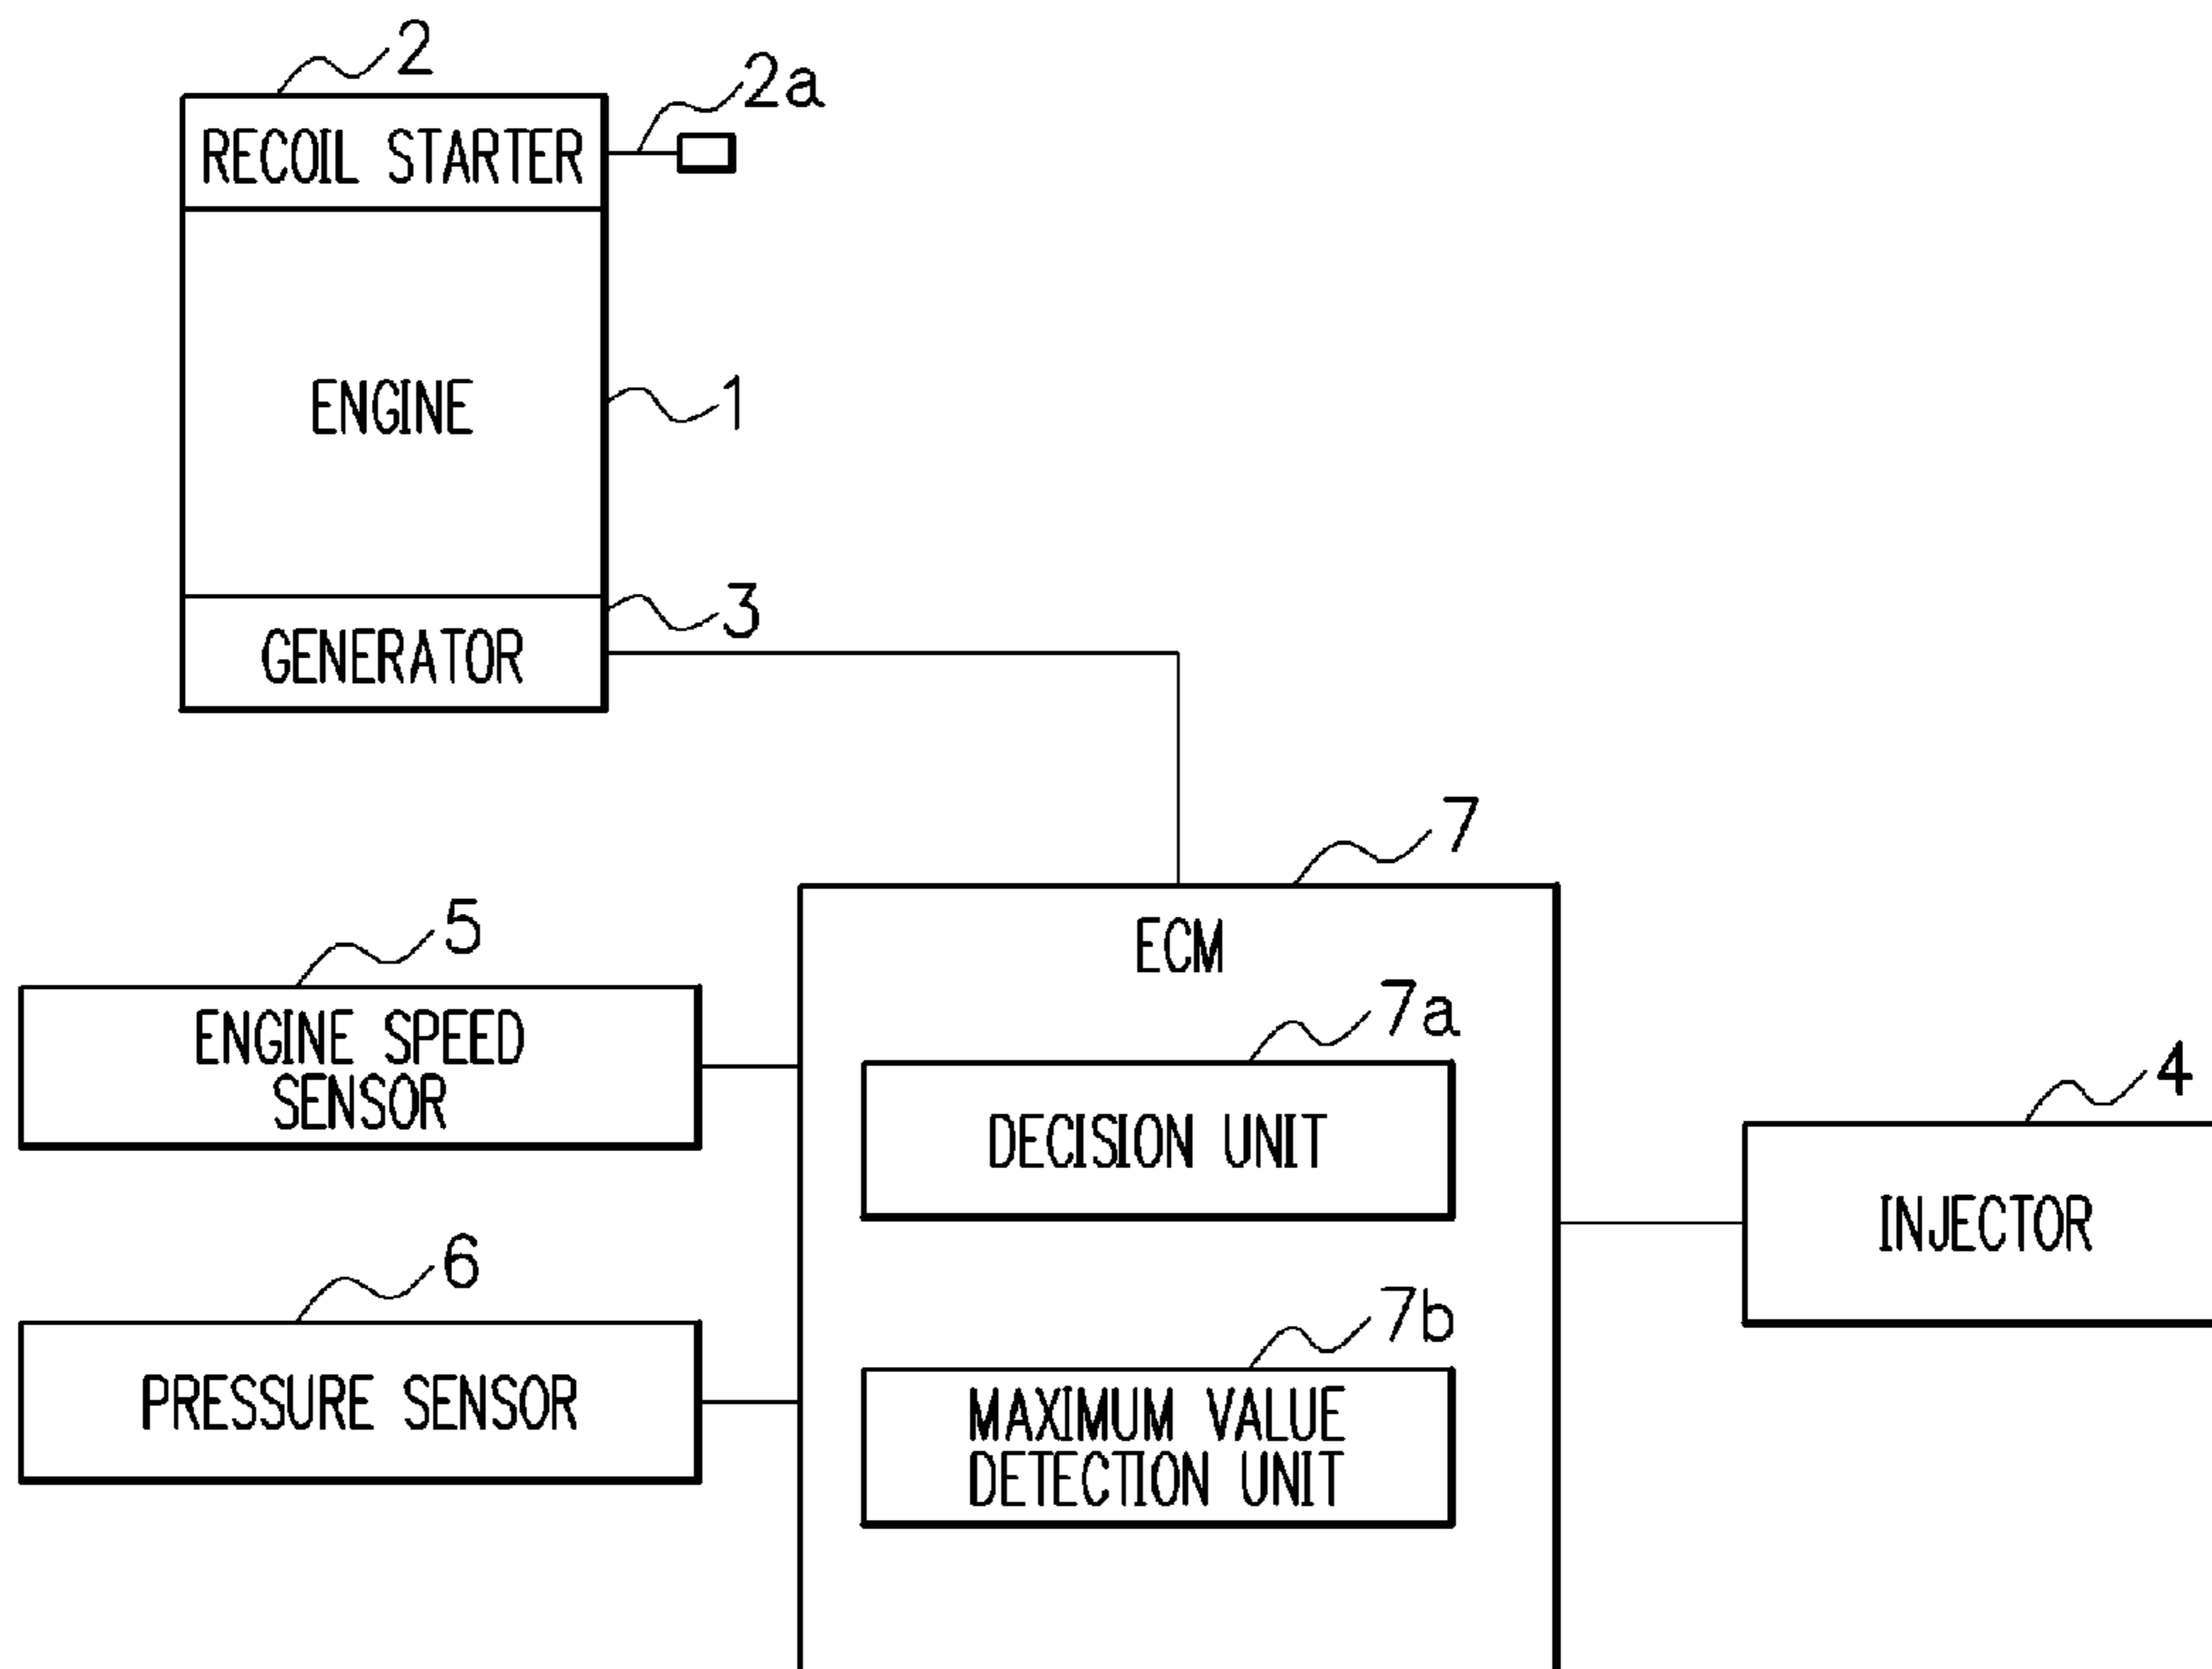 2
2a
RECOIL STARTER
ENGINE
1
3
GENERATOR
7
ECM
5
ENGINE SPEED
SENSOR
7a
DECISION UNIT
4
INJECTOR
6
PRESSURE SENSOR
7b
MAXIMUM VALUE
DETECTION UNIT